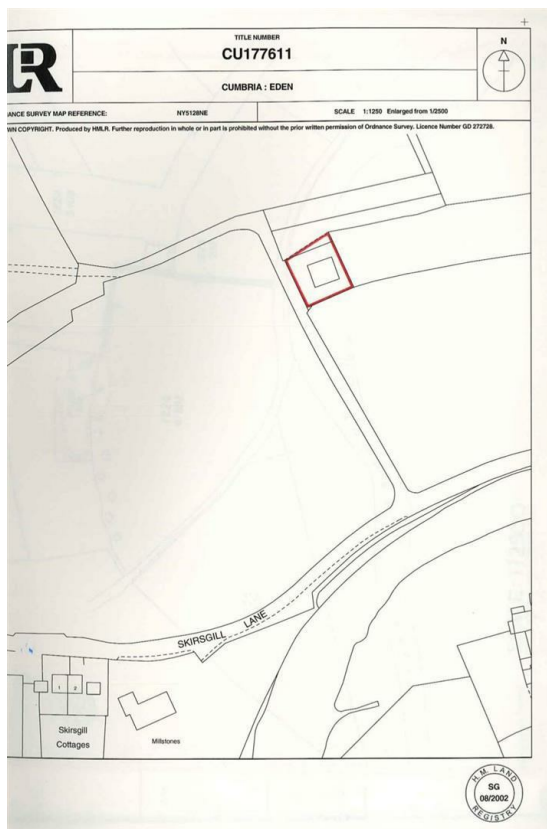 TITLE NUMBER
CU177611
N
CUMBRIA : EDEN
ANCE SURVEY MAP REFERENCE: NY5128NE SCALE 1:1250 Enlarged from 1/2500
WN COPYRIGHT. Produced by HMLR. Further reproduction in whole or in part is prohibited without the prior written permission of Ordnance Survey. Licence Number GD 272728.
SKIRSGILL LANE
1 2
Skirsgill
Cottages
Millstones
H.M. LAND REGISTRY
SG
08/2002